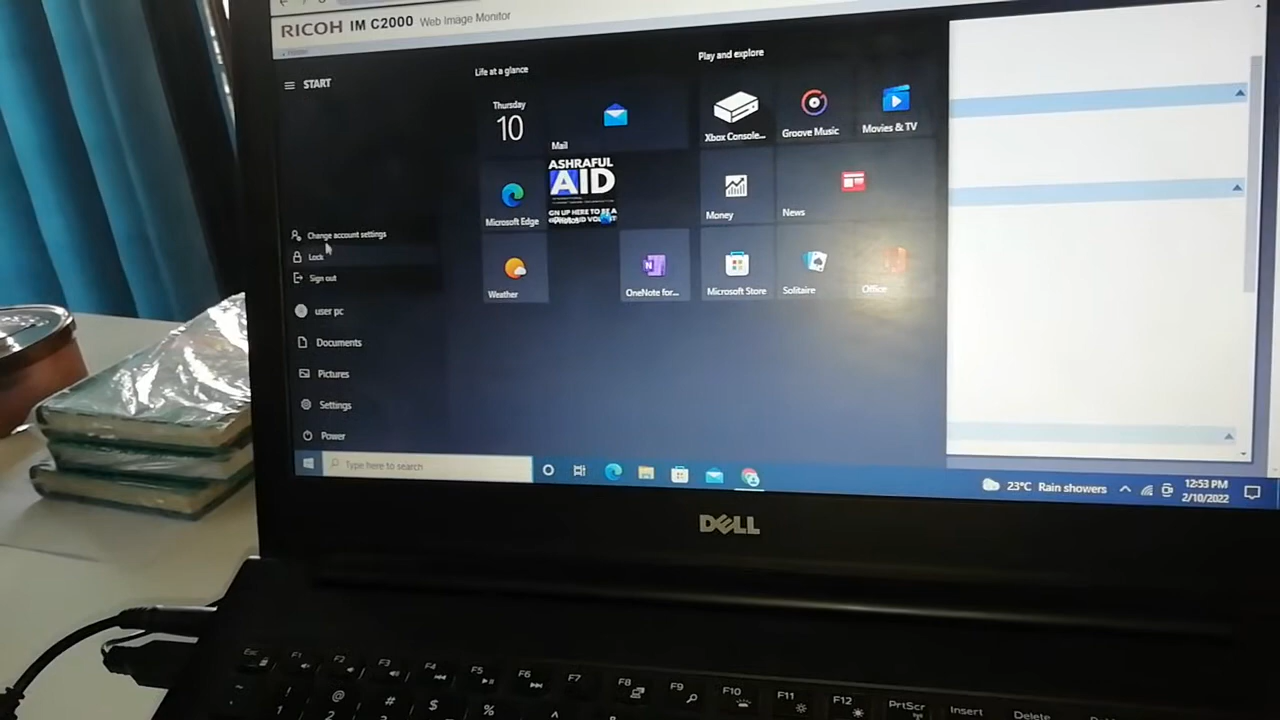 RICOH IM C2000 Web Image Monitor
START
Life at a glance
Play and explore
Thursday
10
Mail
Xbox Console...
Groove Music
Movies & TV
Microsoft Edge
ASHRAFUL
AID
Photos
Money
News
Weather
OneNote for...
Microsoft Store
Solitaire
Office
Change account settings
Lock
Sign out
user pc
Documents
Pictures
Settings
Power
Type here to search
23°C Rain showers
12:53 PM
2/10/2022
DELL
Esc F1 F2 F3 F4 F5 F6 F7 F8 F9 F10 F11 F12 PrtScr Insert Delete
~ ! @ # $ % ^
1 2